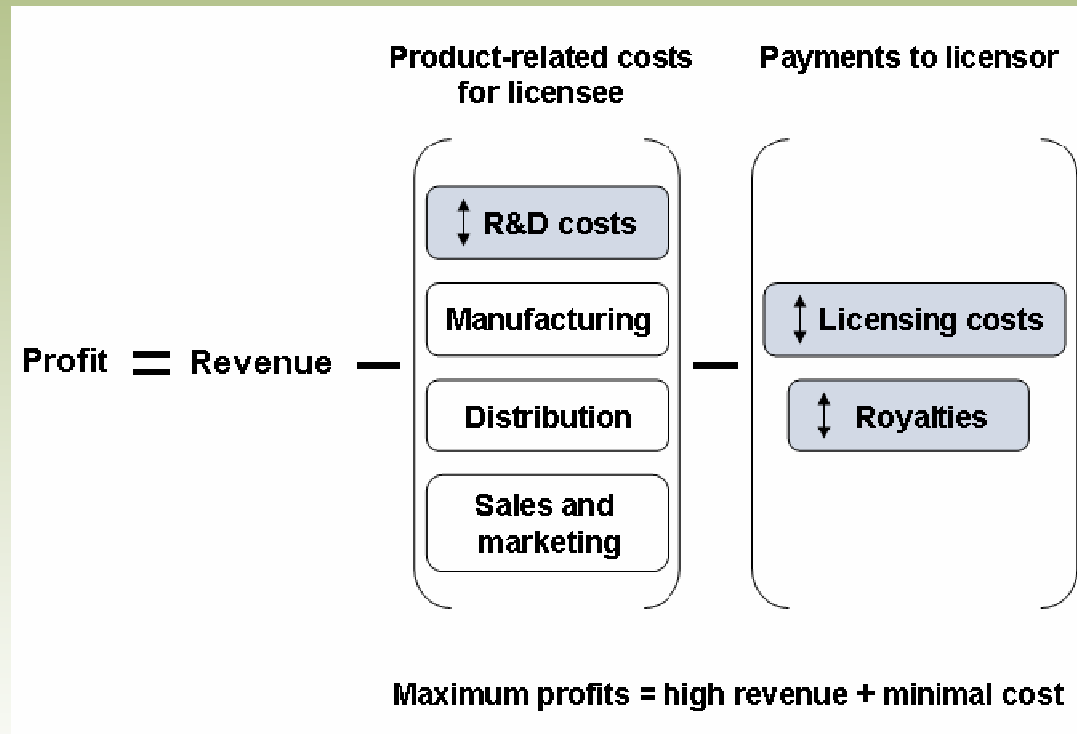 Product-related costs
for licensee
Payments to licensor
Profit = Revenue –
R&D costs
Manufacturing
Distribution
Sales and
marketing
–
Licensing costs
Royalties
Maximum profits = high revenue + minimal cost